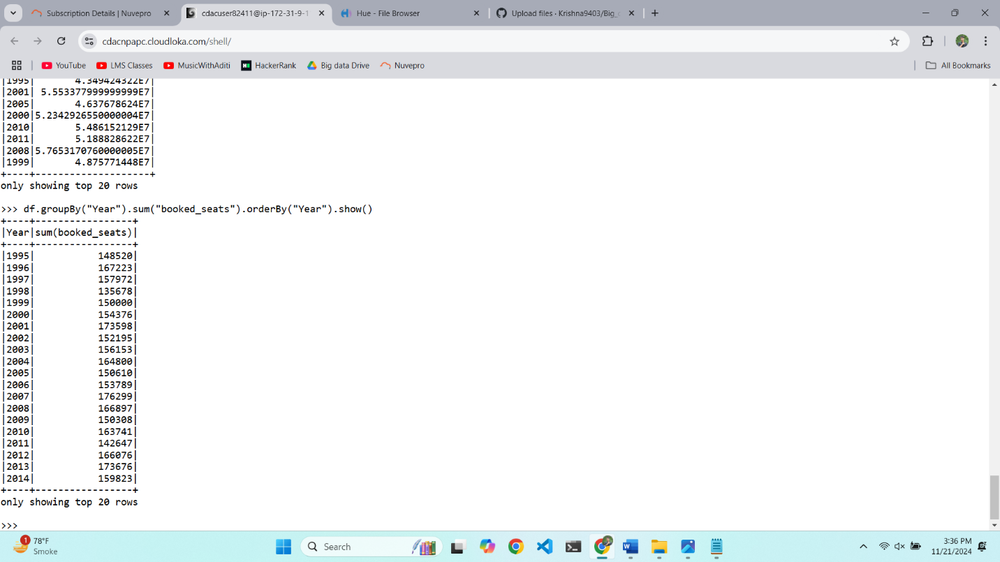 Subscription Details | Nuvepro
cdacuser82411@ip-172-31-9-1
Hue - File Browser
Upload files · Krishna9403/Big_
cdacnpapc.cloudloka.com/shell/
YouTube
LMS Classes
MusicWithAditi
HackerRank
Big data Drive
Nuvepro
All Bookmarks
|1995|       4.349424322E7|
|2001| 5.553377999999999E7|
|2005|       4.637678624E7|
|2000|5.2342926550000004E7|
|2010|       5.486152129E7|
|2011|       5.188828622E7|
|2008|5.7653170760000005E7|
|1999|       4.875771448E7|
+----+--------------------+
only showing top 20 rows
>>> df.groupBy("Year").sum("booked_seats").orderBy("Year").show()
+----+-----------------+
|Year|sum(booked_seats)|
+----+-----------------+
|1995|           148520|
|1996|           167223|
|1997|           157972|
|1998|           135678|
|1999|           150000|
|2000|           154376|
|2001|           173598|
|2002|           152195|
|2003|           156153|
|2004|           164800|
|2005|           150610|
|2006|           153789|
|2007|           176299|
|2008|           166897|
|2009|           150308|
|2010|           163741|
|2011|           142647|
|2012|           166076|
|2013|           173676|
|2014|           159823|
+----+-----------------+
only showing top 20 rows
>>>
1
78°F
Smoke
Search
3:36 PM
11/21/2024